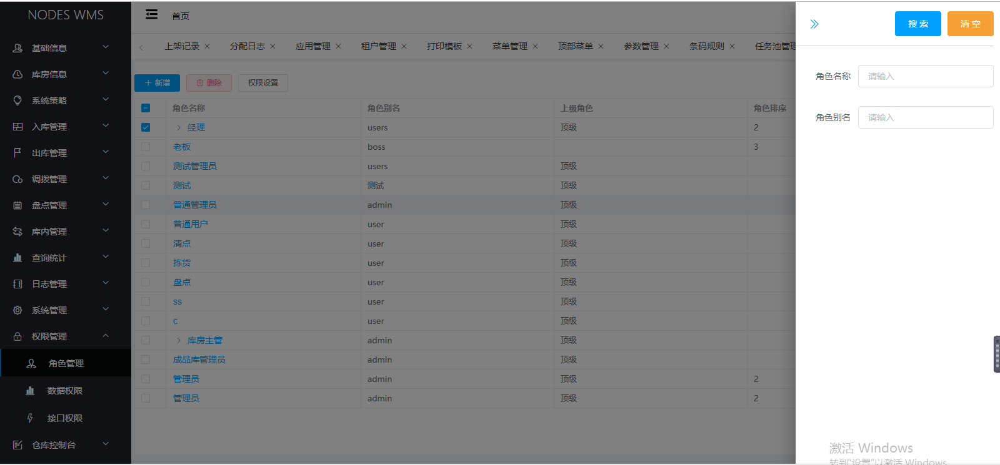 NODES WMS
基础信息
库房信息
系统策略
入库管理
出库管理
调拨管理
盘点管理
库内管理
查询统计
日志管理
系统管理
权限管理
角色管理
数据权限
接口权限
仓库控制台
首页
上架记录 分配日志 应用管理 租户管理 打印模板 菜单管理 顶部菜单 参数管理 条码规则 任务池管理
新增 删除 权限设置
角色名称 角色别名 上级角色 角色排序
经理 users 顶级 2
老板 boss 3
测试管理员 users 顶级
测试 测试 顶级
普通管理员 admin 顶级
普通用户 user 顶级
清点 user 顶级
拣货 user 顶级
盘点 user 顶级
ss user 顶级
c user 顶级
库房主管 admin 顶级
成品库管理员 admin 顶级
管理员 admin 顶级 2
管理员 admin 顶级 2
搜 索 清 空
角色名称 请输入
角色别名 请输入
激活 Windows
转到"设置"以激活 Windows